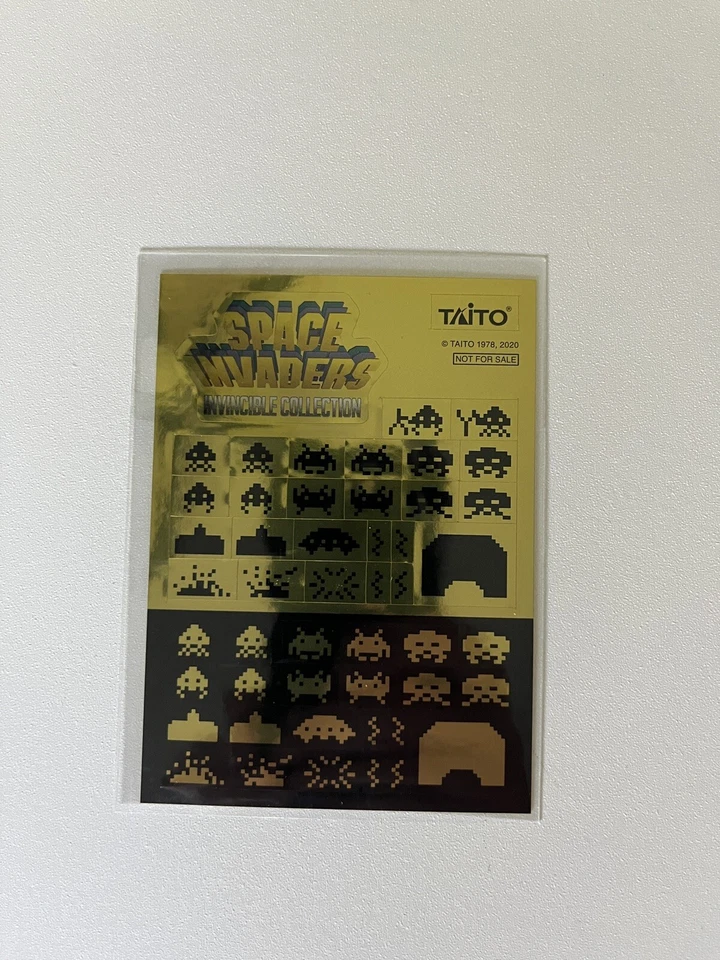 SPACE
INVADERS
INVINCIBLE COLLECTION
TAITO®
© TAITO 1978, 2020
NOT FOR SALE